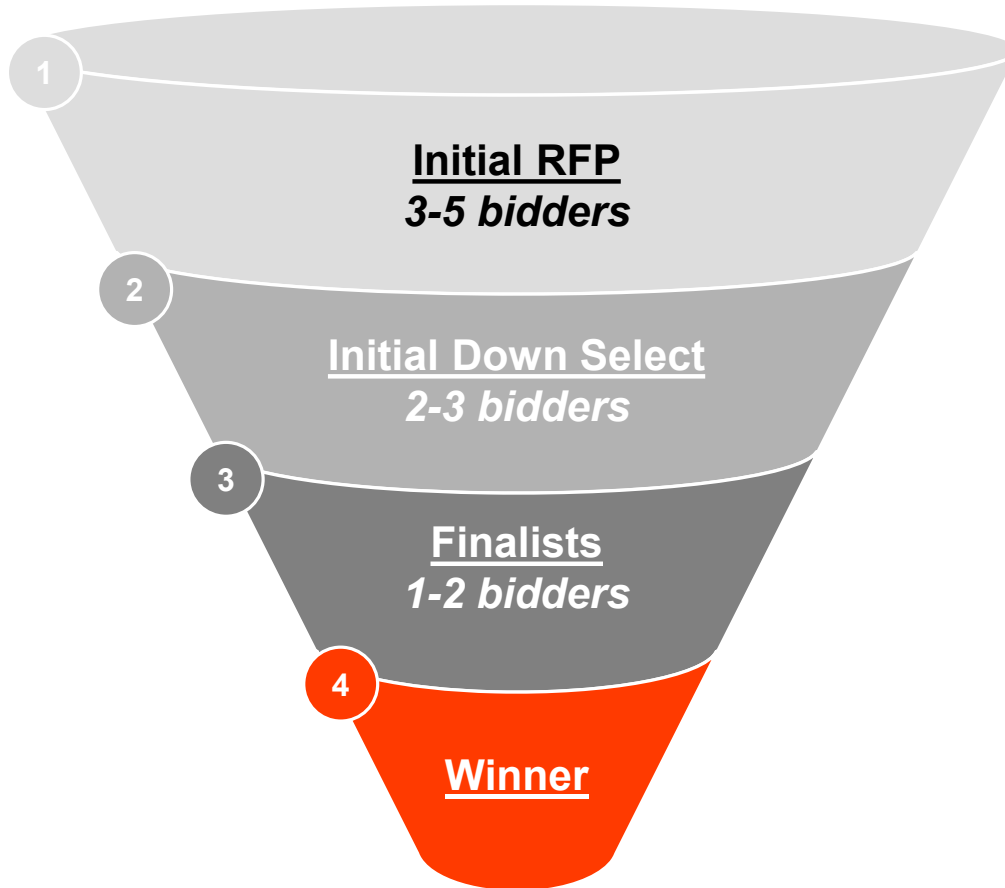 1
Initial RFP
3-5 bidders
2
Initial Down Select
2-3 bidders
3
Finalists
1-2 bidders
4
Winner